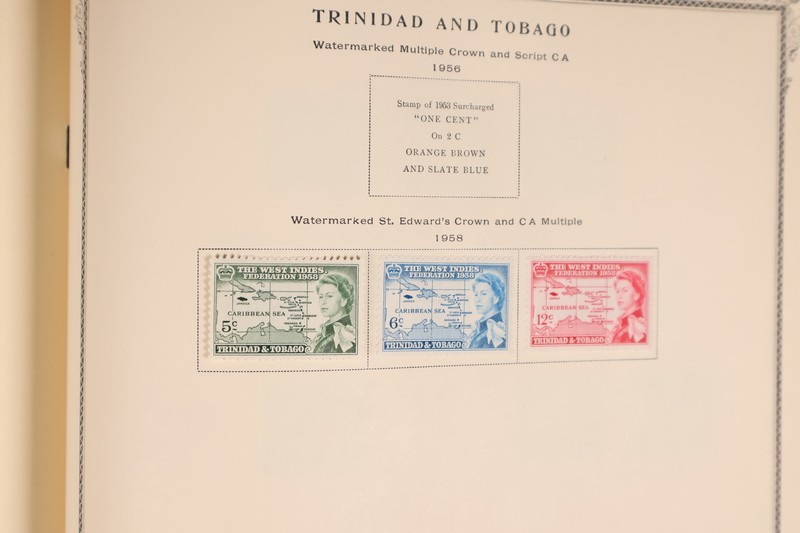 TRINIDAD AND TOBAGO
Watermarked Multiple Crown and Script C A
1956
Stamp of 1953 Surcharged
"ONE CENT"
On 2 C
ORANGE BROWN
AND SLATE BLUE
Watermarked St. Edward's Crown and C A Multiple
1958
THE WEST INDIES
FEDERATION 1958
JAMAICA
CARIBBEAN SEA
5c
TRINIDAD & TOBAGO
THE WEST INDIES
FEDERATION 1958
CARIBBEAN SEA
6c
TRINIDAD & TOBAGO
THE WEST INDIES
FEDERATION 1958
CARIBBEAN SEA
12c
TRINIDAD & TOBAGO